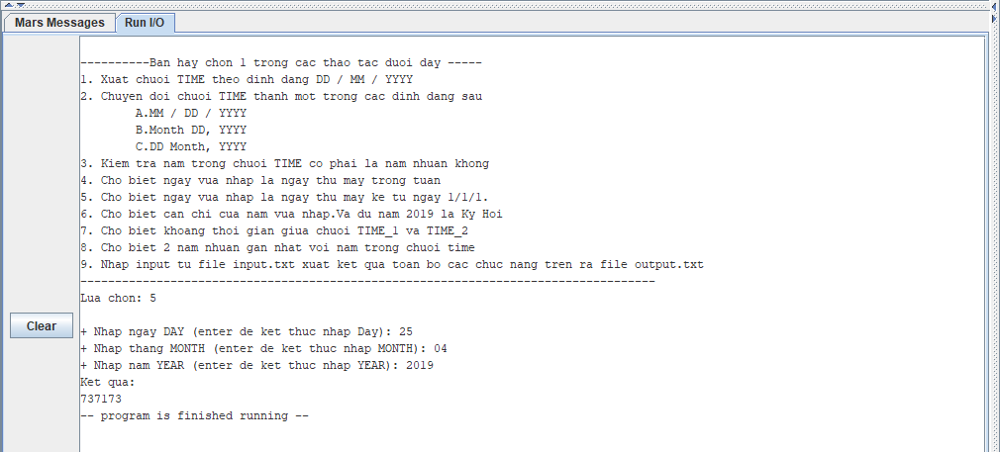 Mars Messages Run I/O
----------Ban hay chon 1 trong cac thao tac duoi day -----
1. Xuat chuoi TIME theo dinh dang DD / MM / YYYY
2. Chuyen doi chuoi TIME thanh mot trong cac dinh dang sau
A.MM / DD / YYYY
B.Month DD, YYYY
C.DD Month, YYYY
3. Kiem tra nam trong chuoi TIME co phai la nam nhuan khong
4. Cho biet ngay vua nhap la ngay thu may trong tuan
5. Cho biet ngay vua nhap la ngay thu may ke tu ngay 1/1/1.
6. Cho biet can chi cua nam vua nhap.Va du nam 2019 la Ky Hoi
7. Cho biet khoang thoi gian giua chuoi TIME_1 va TIME_2
8. Cho biet 2 nam nhuan gan nhat voi nam trong chuoi time
9. Nhap input tu file input.txt xuat ket qua toan bo cac chuc nang tren ra file output.txt
-----------------------------------------------------------------------------------
Lua chon: 5
+ Nhap ngay DAY (enter de ket thuc nhap Day): 25
+ Nhap thang MONTH (enter de ket thuc nhap MONTH): 04
+ Nhap nam YEAR (enter de ket thuc nhap YEAR): 2019
Ket qua:
737173
-- program is finished running --
Clear